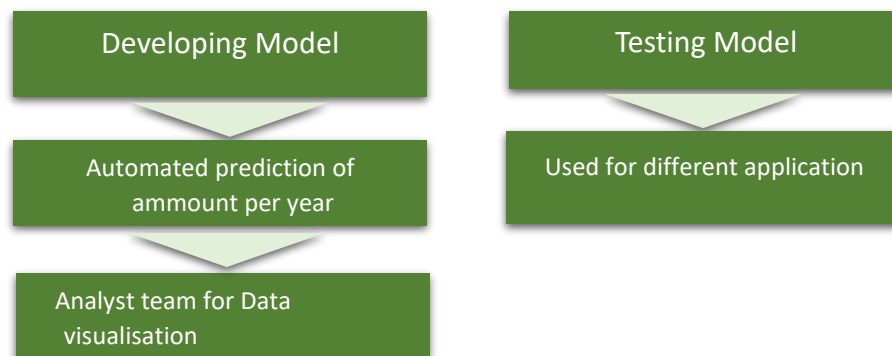 Developing Model
Automated prediction of
ammount per year
Analyst team for Data
visualisation
Testing Model
Used for different application